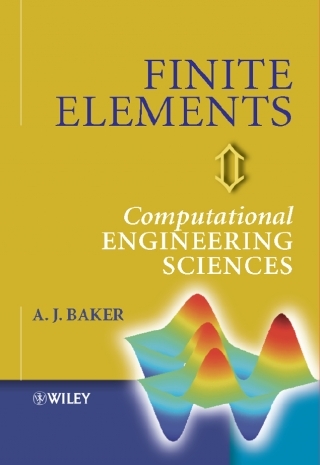 FINITE
ELEMENTS
Computational
ENGINEERING
SCIENCES
A. J. BAKER
WILEY